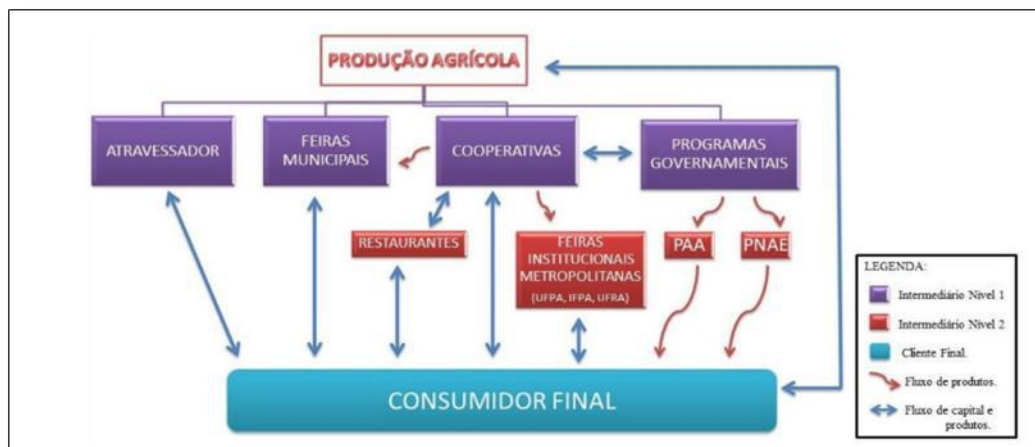 PRODUÇÃO AGRÍCOLA
ATRAVESSADOR
FEIRAS
MUNICIPAIS
COOPERATIVAS
PROGRAMAS
GOVERNAMENTAIS
RESTAURANTES
FEIRAS
INSTITUCIONAIS
METROPOLITANAS
(UFPA, IFPA, UFRA)
PAA
PNAE
CONSUMIDOR FINAL
LEGENDA:
Intermediário Nível 1
Intermediário Nível 2
Cliente Final.
Fluxo de produtos.
Fluxo de capital e
produtos.